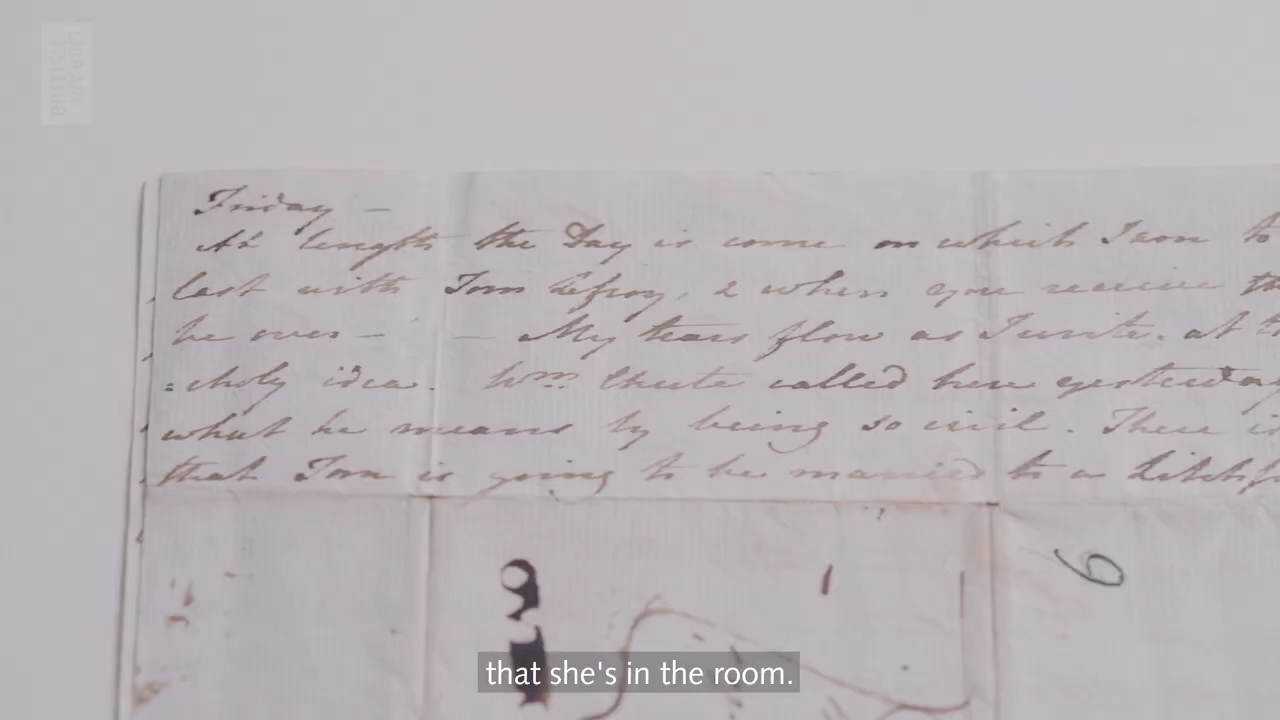 Friday —
At length the Day is come on which I am to
last with Tom Lefroy, & when you receive th
be over — — My tears flow as I write, at t
=choly idea. Wm. Chute called here yesterday
what he means by being so civil. There is
that Tom is going to be married to a Litchf
6
that she's in the room.